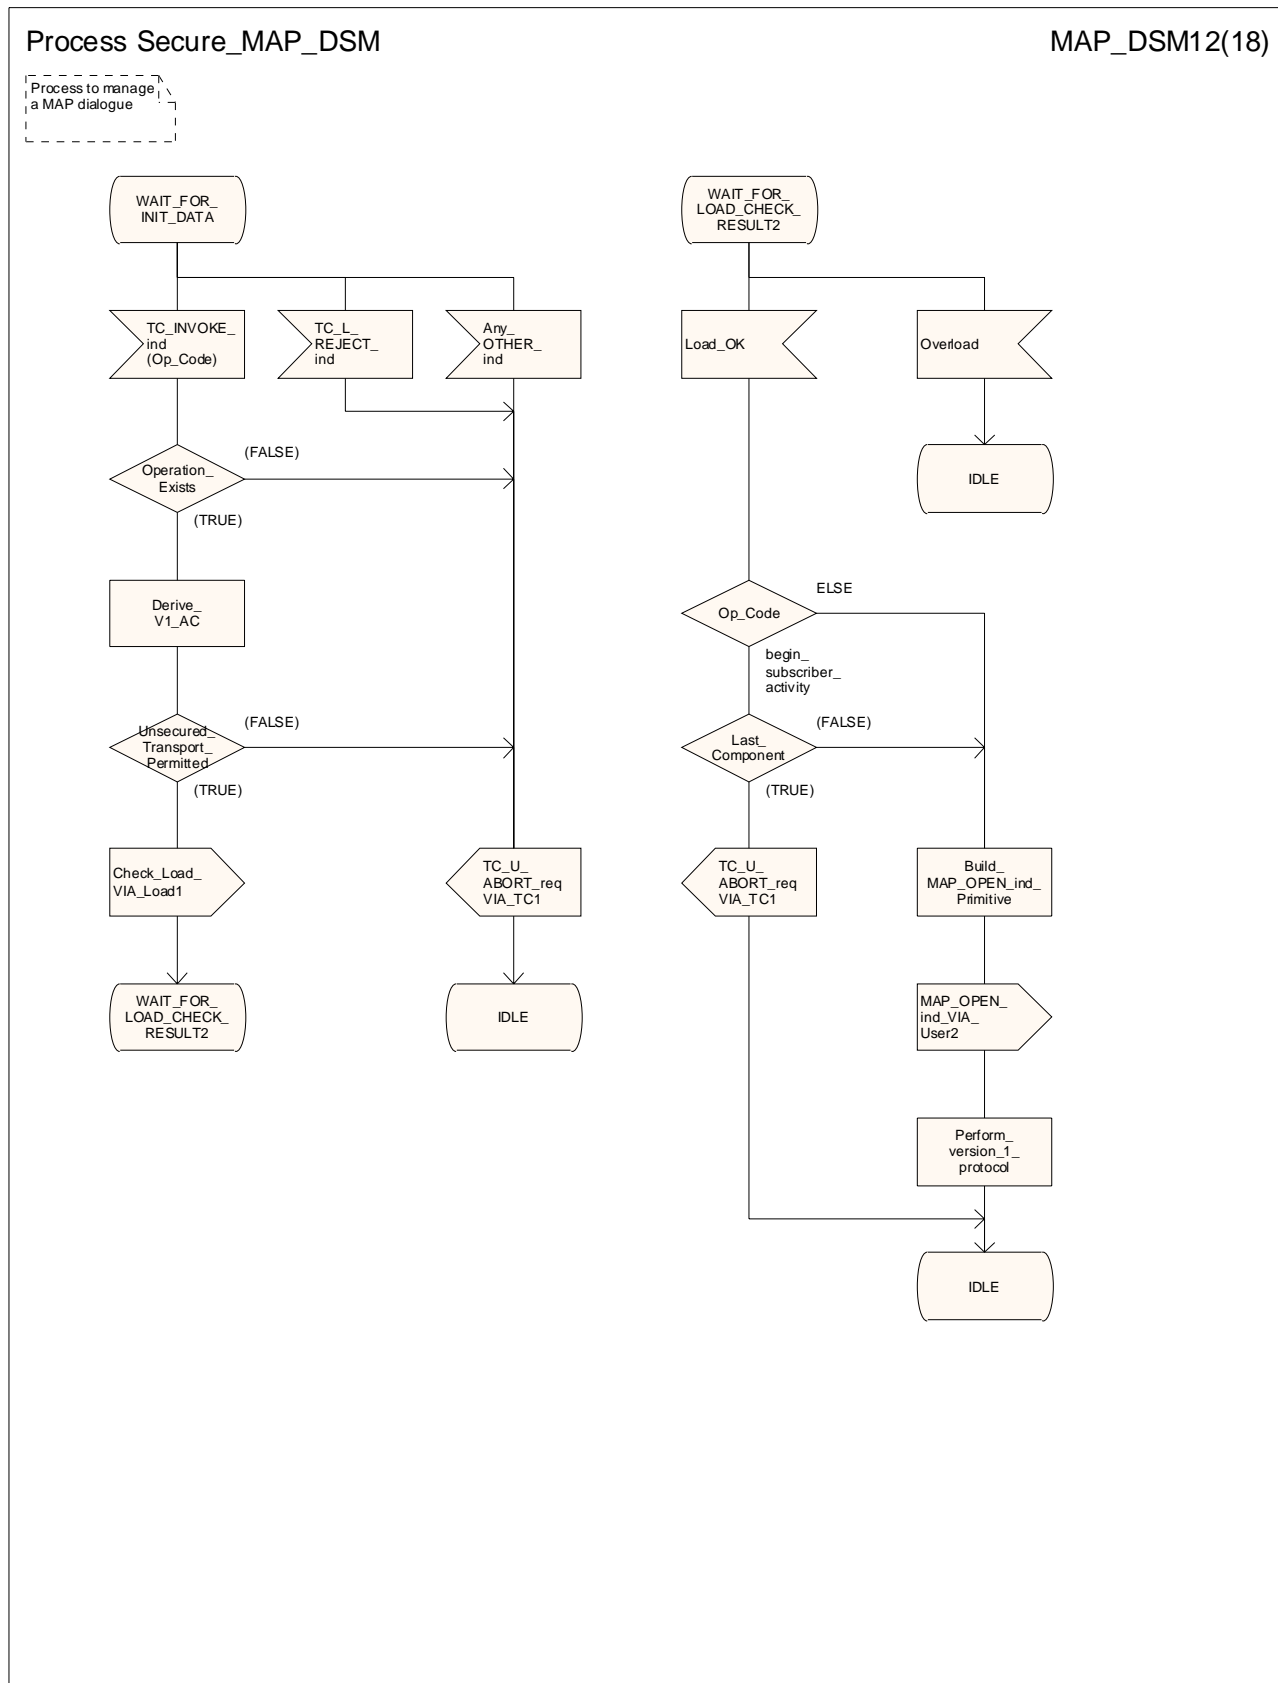 Process Secure_MAP_DSM
MAP_DSM12(18)
Process to manage
a MAP dialogue
WAIT_FOR_
INIT_DATA
WAIT_FOR_
LOAD_CHECK_
RESULT2
TC_INVOKE_
ind
(Op_Code)
TC_L_
REJECT_
ind
Any_
OTHER_
ind
Load_OK
Overload
Operation_
Exists
(FALSE)
(TRUE)
IDLE
Derive_
V1_AC
Op_Code
ELSE
begin_
subscriber_
activity
Unsecured_
Transport_
Permitted
(FALSE)
(TRUE)
Last_
Component
(FALSE)
(TRUE)
Check_Load_
VIA_Load1
TC_U_
ABORT_req
VIA_TC1
TC_U_
ABORT_req
VIA_TC1
Build_
MAP_OPEN_ind_
Primitive
WAIT_FOR_
LOAD_CHECK_
RESULT2
IDLE
MAP_OPEN_
ind_VIA_
User2
Perform_
version_1_
protocol
IDLE